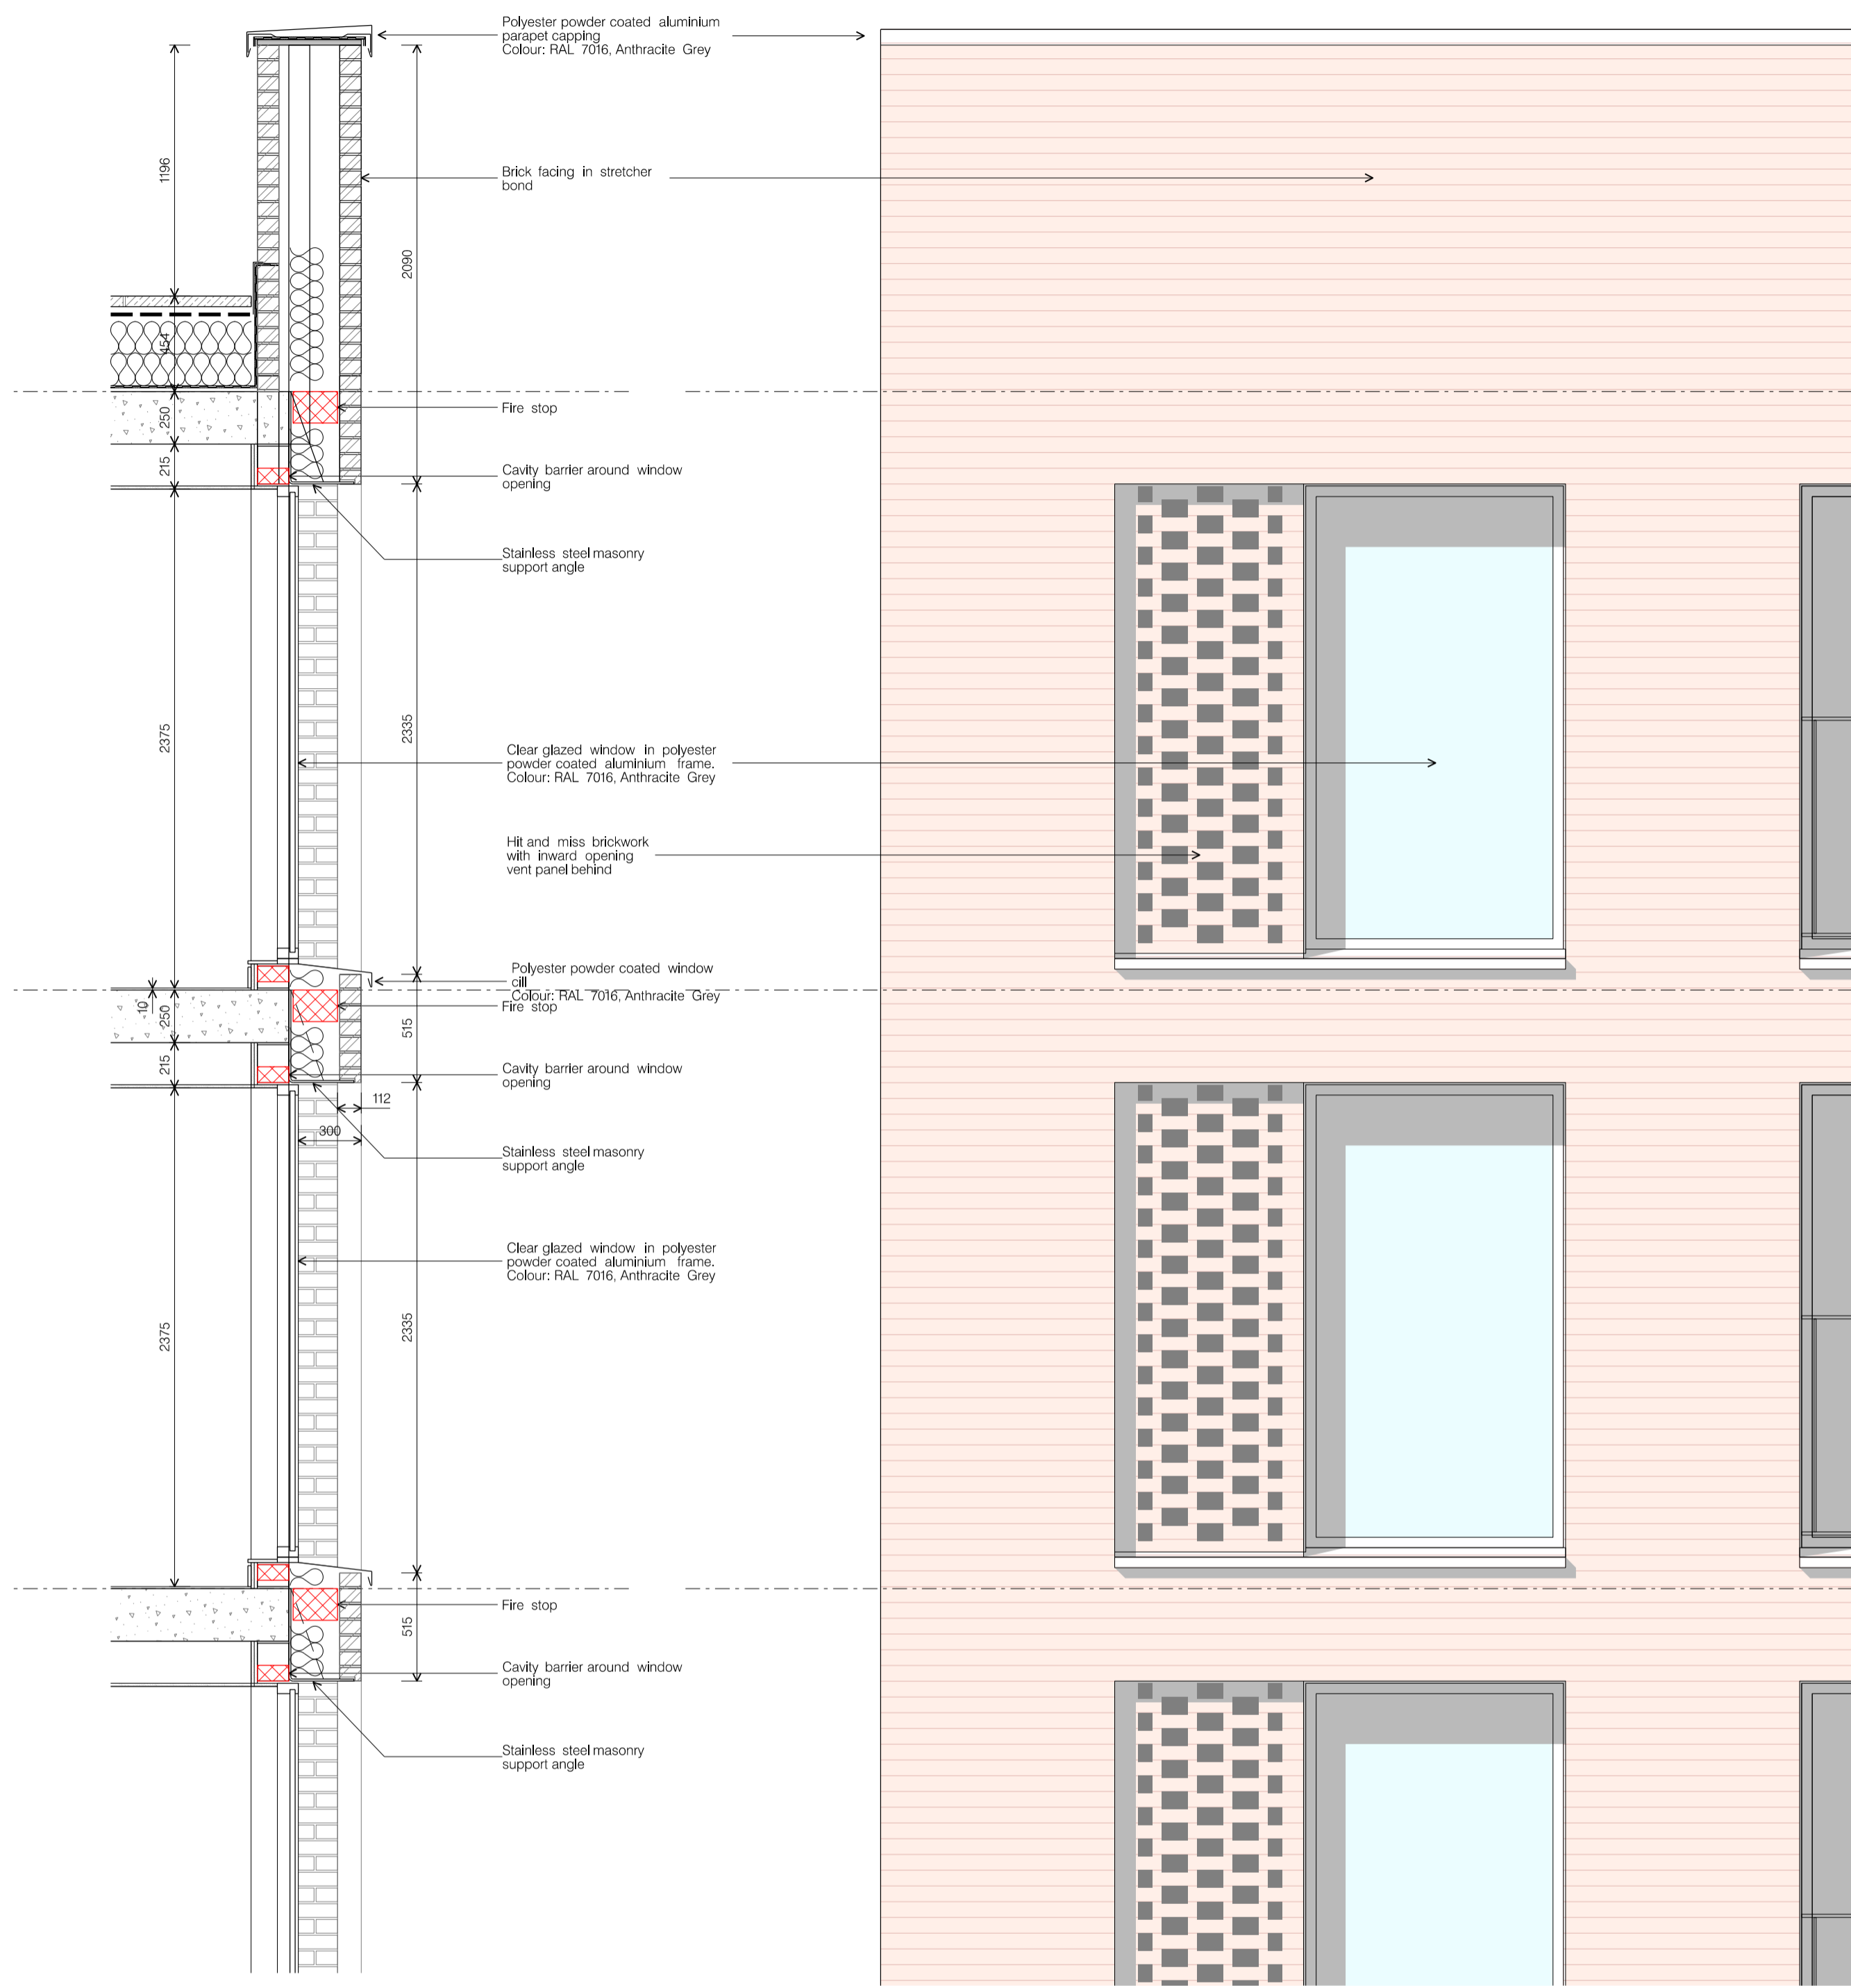 Polyester powder coated aluminium
parapet capping
Colour: RAL 7016, Anthracite Grey
1196
Brick facing in stretcher
bond
2090
454
250
Fire stop
215
Cavity barrier around window
opening
Stainless steel masonry
support angle
2375
2335
Clear glazed window in polyester
powder coated aluminium frame.
Colour: RAL 7016, Anthracite Grey
Hit and miss brickwork
with inward opening
vent panel behind
Polyester powder coated window
cill
Colour: RAL 7016, Anthracite Grey
Fire stop
10
250
515
215
Cavity barrier around window
opening
112
300
Stainless steel masonry
support angle
Clear glazed window in polyester
powder coated aluminium frame.
Colour: RAL 7016, Anthracite Grey
2375
2335
Fire stop
515
Cavity barrier around window
opening
Stainless steel masonry
support angle